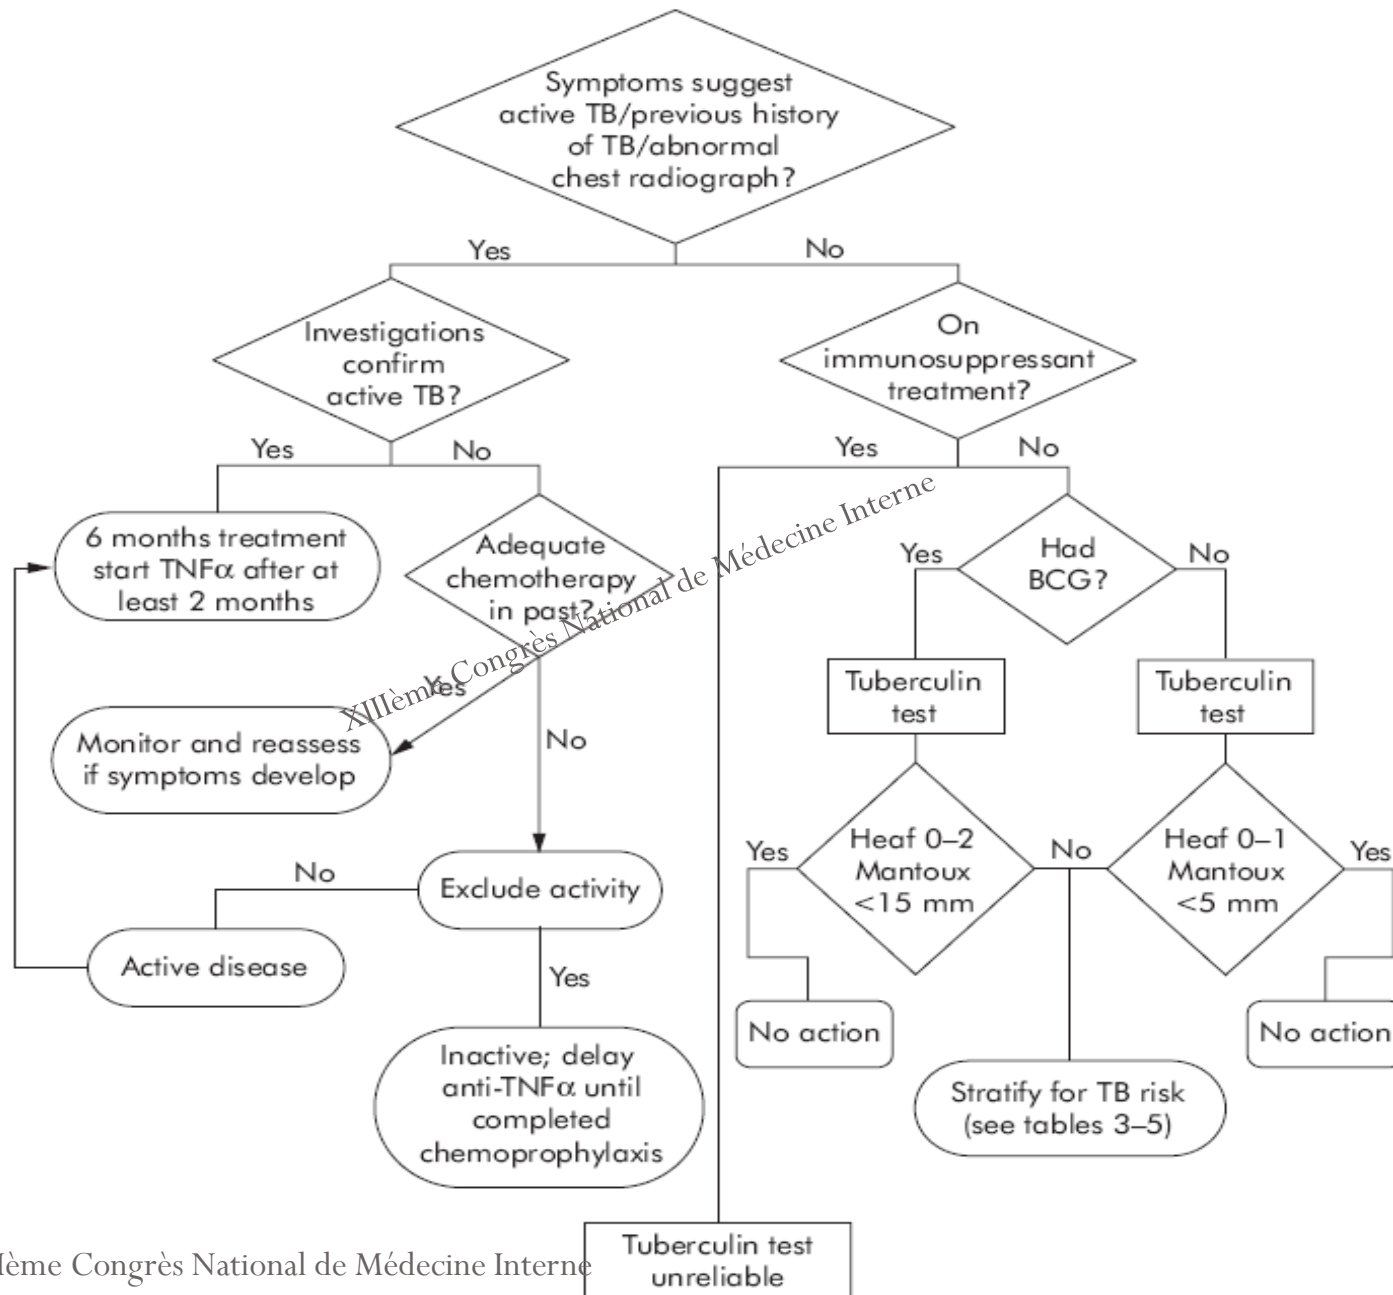 Symptoms suggest
active TB/previous history
of TB/abnormal
chest radiograph?
Yes
No
Investigations
confirm
active TB?
On
immunosuppressant
treatment?
Yes
No
Yes
No
6 months treatment
start TNFα after at
least 2 months
Adequate
chemotherapy
in past?
Yes
Had
BCG?
No
XIIIème Congrès National de Médecine Interne
Tuberculin
test
Tuberculin
test
Yes
Monitor and reassess
if symptoms develop
No
Yes
Heaf 0–2
Mantoux
<15 mm
No
Heaf 0–1
Mantoux
<5 mm
Yes
No
Exclude activity
Active disease
Yes
No action
No action
Inactive; delay
anti-TNFα until
completed
chemoprophylaxis
Stratify for TB risk
(see tables 3–5)
Tuberculin test
unreliable
Ième Congrès National de Médecine Interne